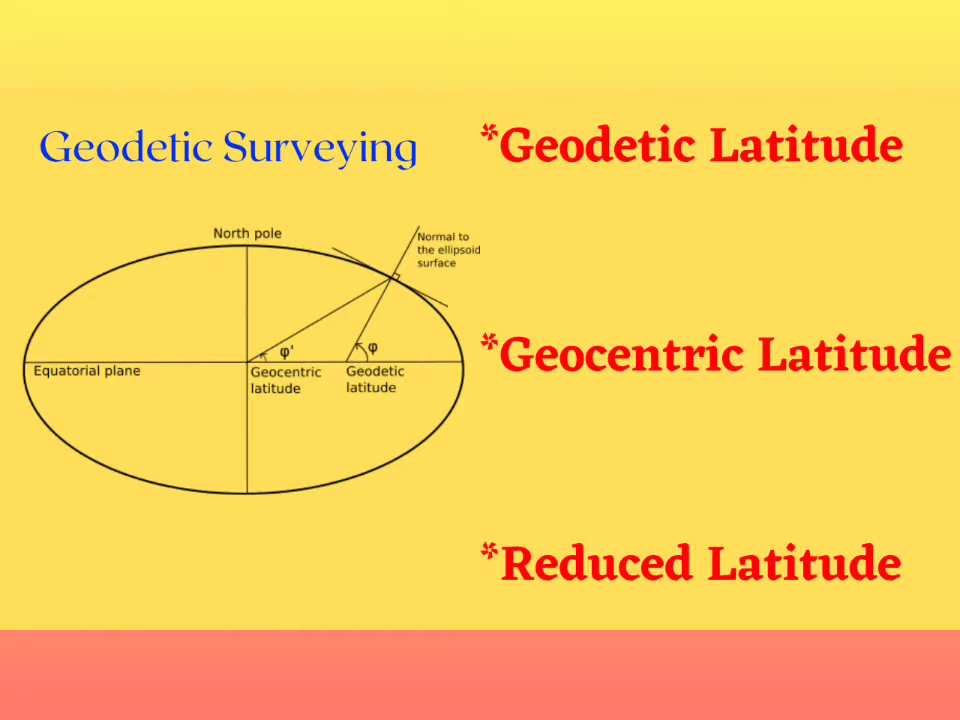 Geodetic Surveying
*Geodetic Latitude
North pole
Normal to
the ellipsoid
surface
φ'
φ
Equatorial plane
Geocentric
latitude
Geodetic
latitude
*Geocentric Latitude
*Reduced Latitude